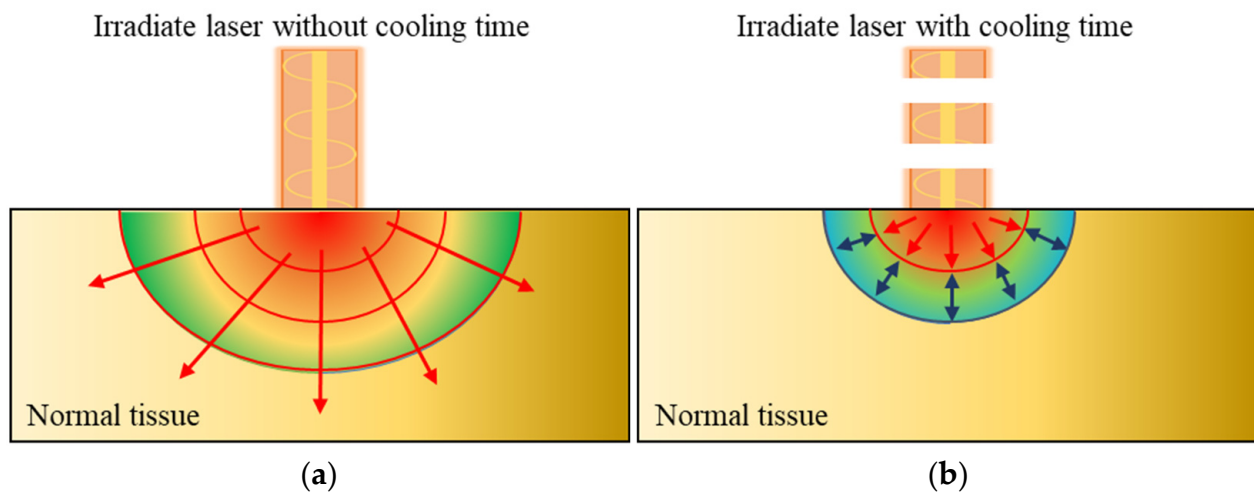 Irradiate laser without cooling time
Irradiate laser with cooling time
Normal tissue
Normal tissue
(a)
(b)